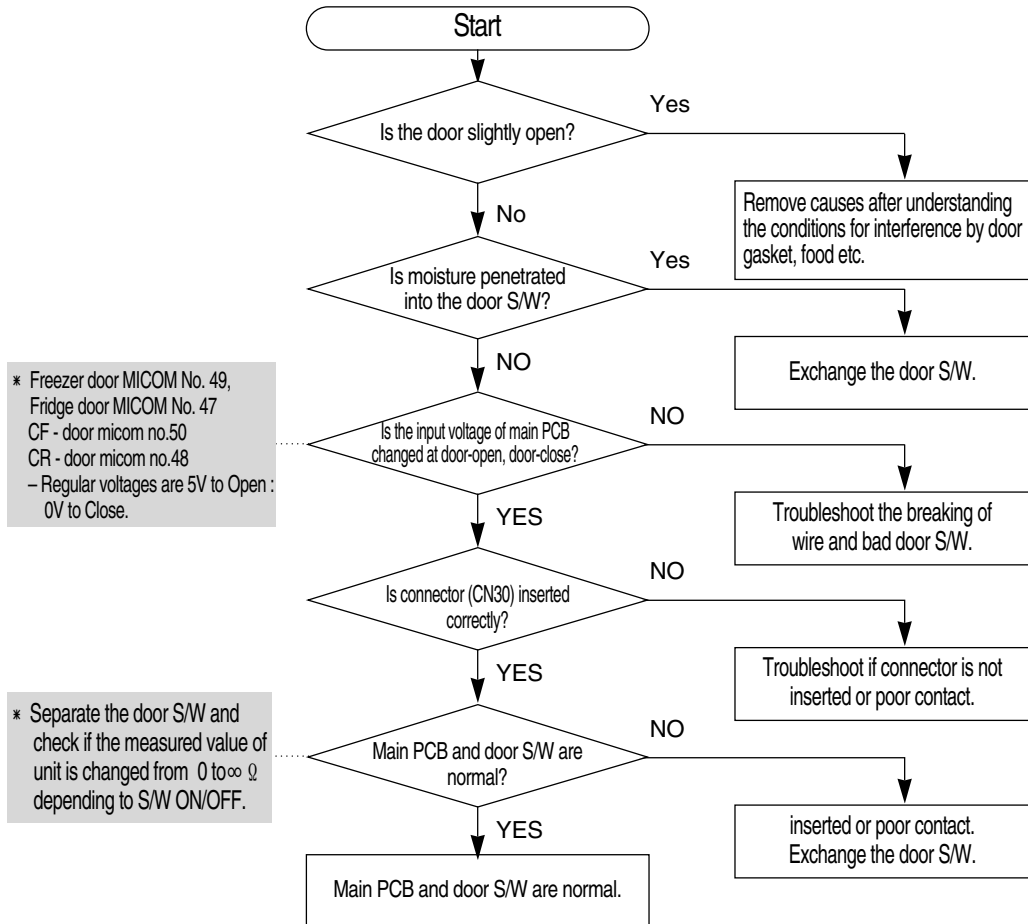 Start
Is the door slightly open?
Yes
Remove causes after understanding
the conditions for interference by door
gasket, food etc.
No
Is moisture penetrated
into the door S/W?
Yes
Exchange the door S/W.
NO
* Freezer door MICOM No. 49,
Fridge door MICOM No. 47
CF - door micom no.50
CR - door micom no.48
– Regular voltages are 5V to Open :
0V to Close.
Is the input voltage of main PCB
changed at door-open, door-close?
NO
Troubleshoot the breaking of
wire and bad door S/W.
YES
Is connector (CN30) inserted
correctly?
NO
Troubleshoot if connector is not
inserted or poor contact.
YES
* Separate the door S/W and
check if the measured value of
unit is changed from 0 to∞ Ω
depending to S/W ON/OFF.
Main PCB and door S/W are
normal?
NO
inserted or poor contact.
Exchange the door S/W.
YES
Main PCB and door S/W are normal.